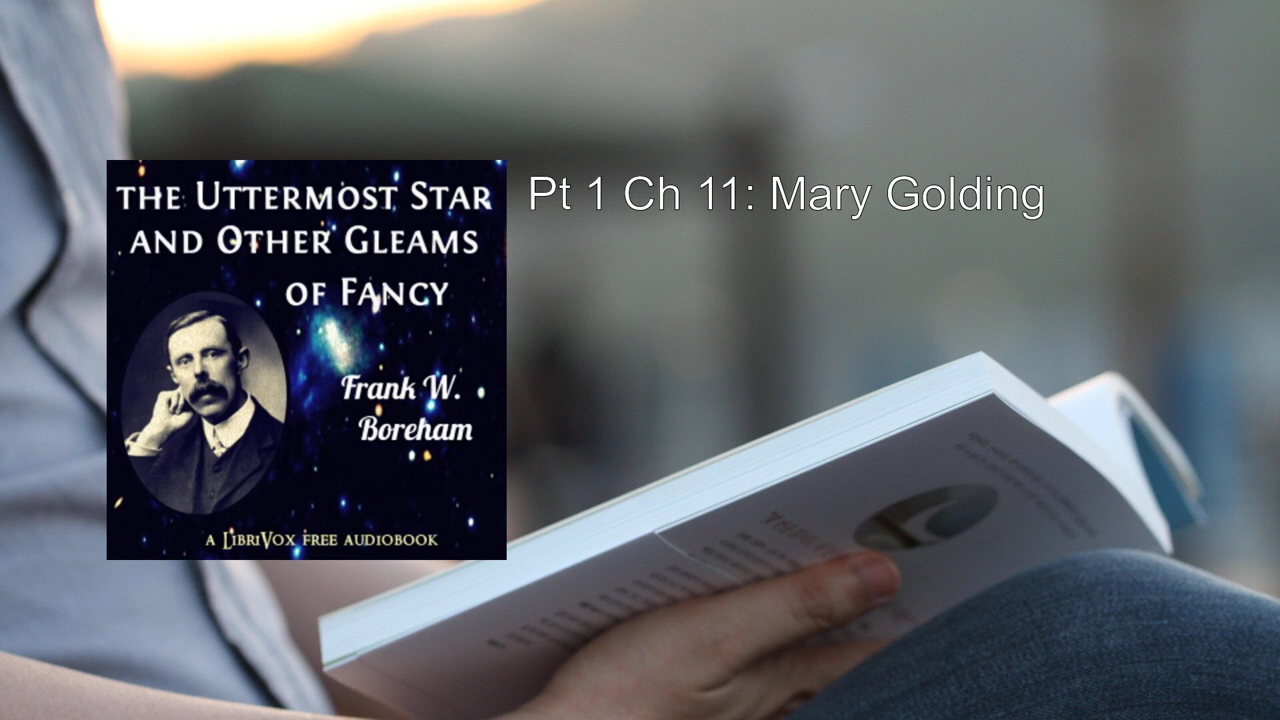 THE UTTERMOST STAR
AND OTHER GLEAMS
OF FANCY
Frank W.
Boreham
A LIBRIVOX FREE AUDIOBOOK
Pt 1 Ch 11: Mary Golding